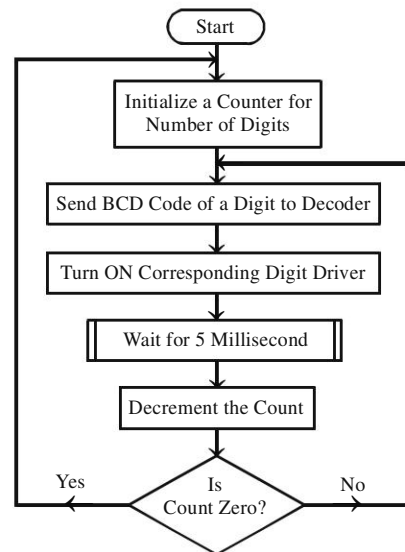 Start
Initialize a Counter for
Number of Digits
Send BCD Code of a Digit to Decoder
Turn ON Corresponding Digit Driver
Wait for 5 Millisecond
Decrement the Count
Is
Count Zero?
Yes
No